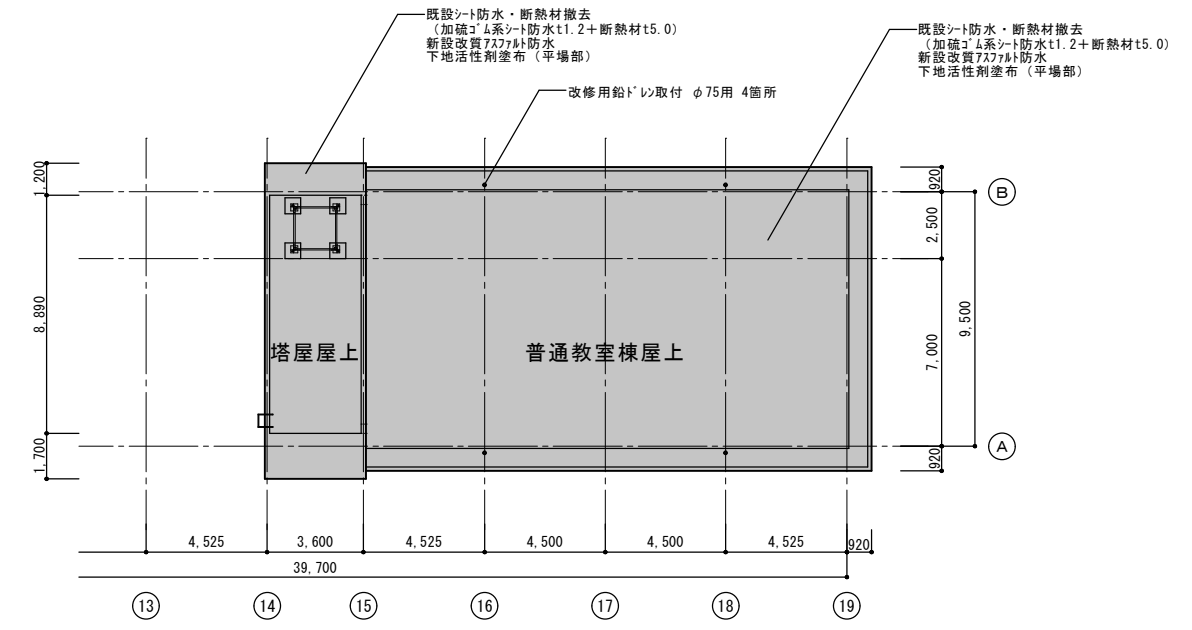 既設シート防水・断熱材撤去
（加硫ゴム系シート防水t1.2＋断熱材t5.0）
新設改質アスファルト防水
下地活性剤塗布（平場部）
既設シート防水・断熱材撤去
（加硫ゴム系シート防水t1.2＋断熱材t5.0）
新設改質アスファルト防水
下地活性剤塗布（平場部）
改修用鉛ドレン取付 φ75用 4箇所
1,200
8,890
1,700
塔屋屋上
普通教室棟屋上
920
2,500
7,000
920
9,500
B
A
4,525
3,600
4,525
4,500
4,500
4,525
920
39,700
13
14
15
16
17
18
19